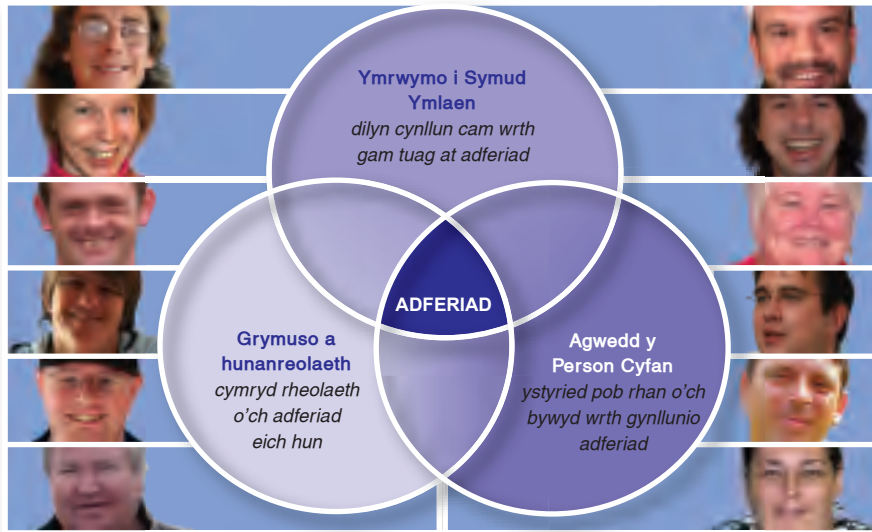 Ymrwymo i Symud
Ymlaen
dilyn cynllun cam wrth
gam tuag at adferiad
ADFERIAD
Grymuso a
hunanreolaeth
cymryd rheolaeth
o’ch adferiad
eich hun
Agwedd y
Person Cyfan
ystyried pob rhan o’ch
bywyd wrth gynllunio
adferiad